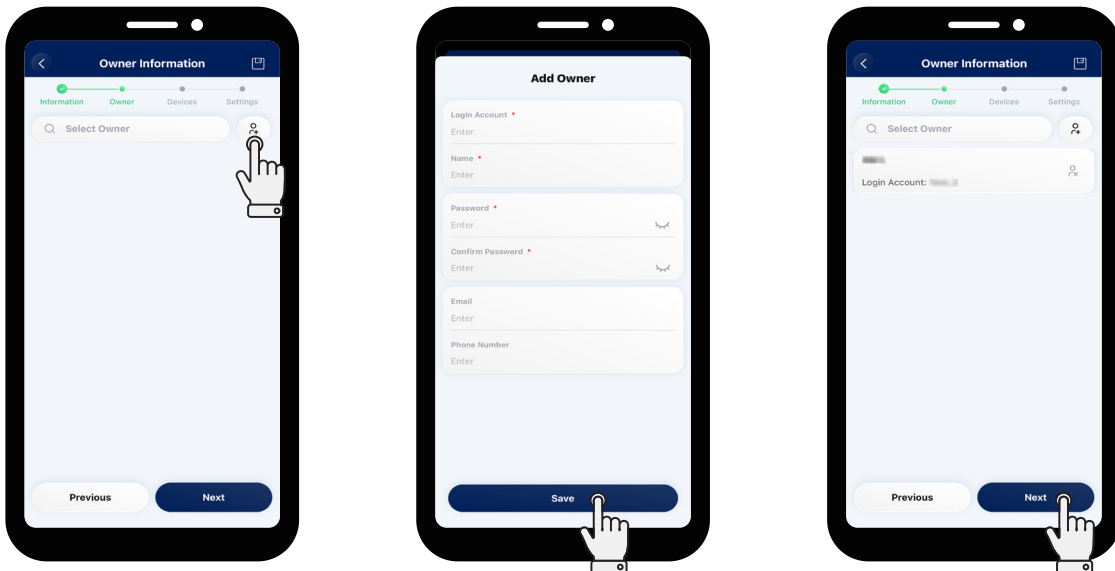 Owner Information
Information Owner Devices Settings
Select Owner
Previous Next
Add Owner
Login Account *
Enter
Name *
Enter
Password *
Enter
Confirm Password *
Enter
Email
Enter
Phone Number
Enter
Save
Owner Information
Information Owner Devices Settings
Select Owner
Login Account:
Previous Next